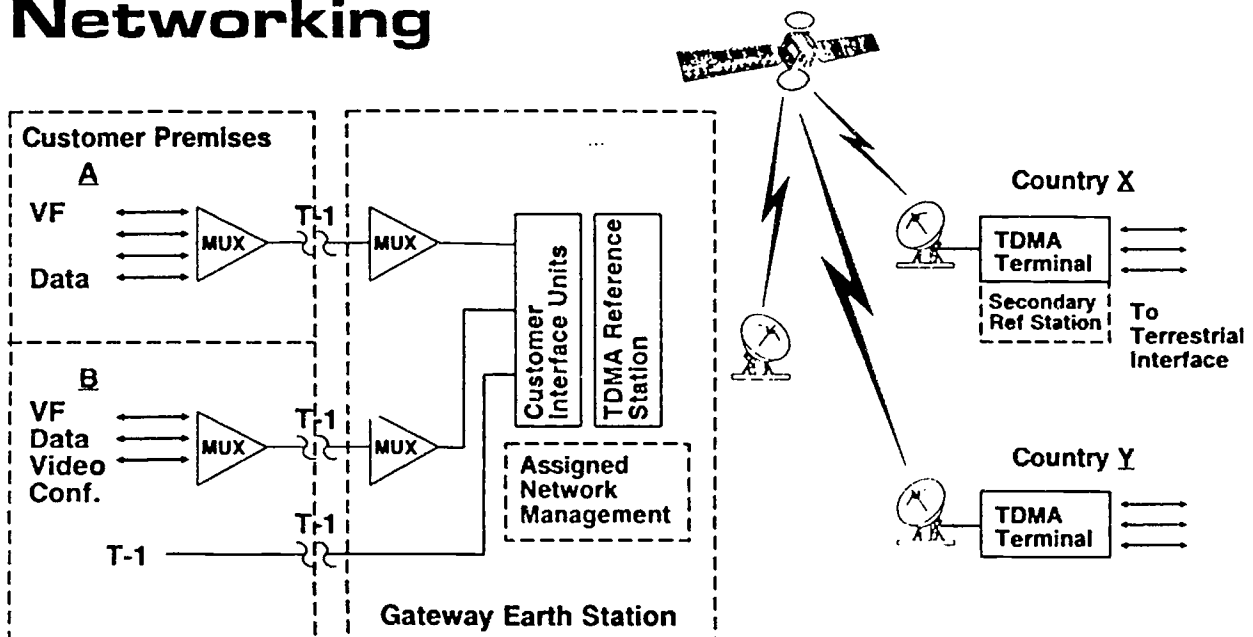 Networking
Customer Premises
A
VF
Data
MUX
T-1
MUX
B
VF
Data
Video
Conf.
MUX
T-1
MUX
T-1
T-1
...
Customer
Interface Units
TDMA Reference
Station
Assigned
Network
Management
Gateway Earth Station
Country X
TDMA
Terminal
Secondary
Ref Station
To
Terrestrial
Interface
Country Y
TDMA
Terminal